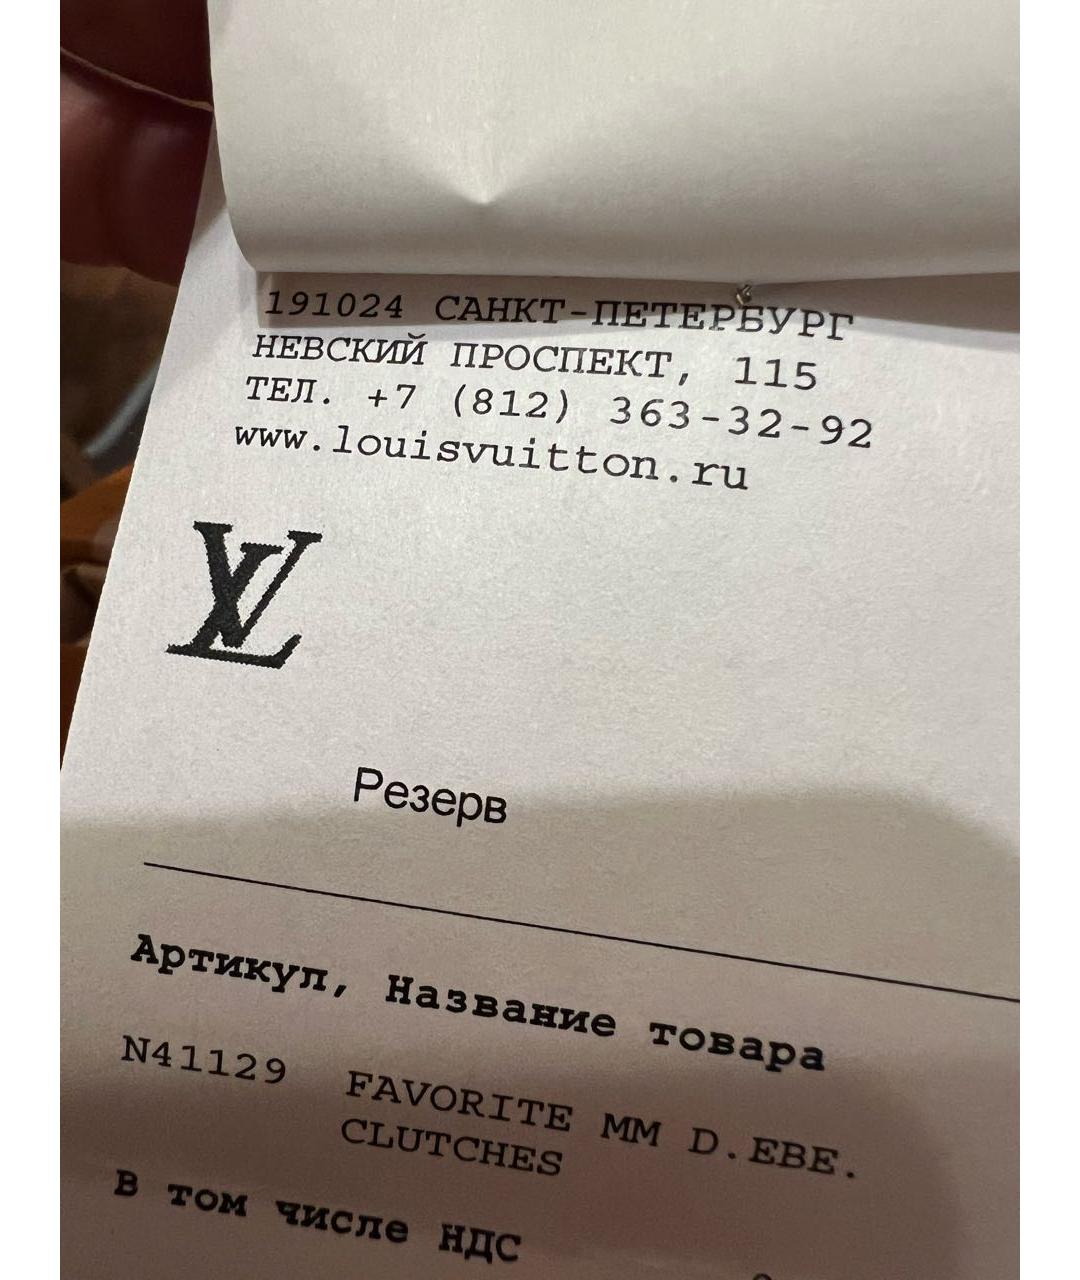 191024 САНКТ-ПЕТЕРБУРГ
НЕВСКИЙ ПРОСПЕКТ, 115
ТЕЛ. +7 (812) 363-32-92
www.louisvuitton.ru
LV
Резерв
Артикул, Название товара
N41129 FAVORITE MM D.EBE.
CLUTCHES
В том числе НДС